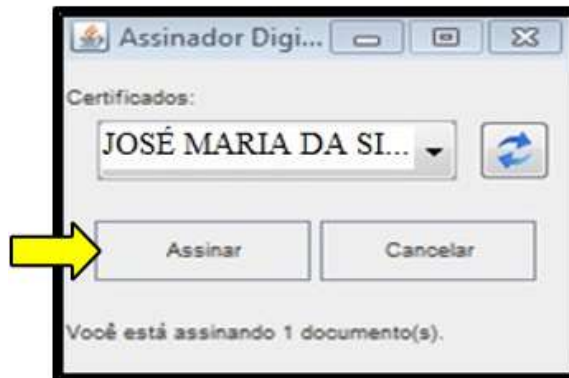 Assinador Digi...
Certificados:
JOSÉ MARIA DA SI...
Assinar
Cancelar
Você está assinando 1 documento(s).